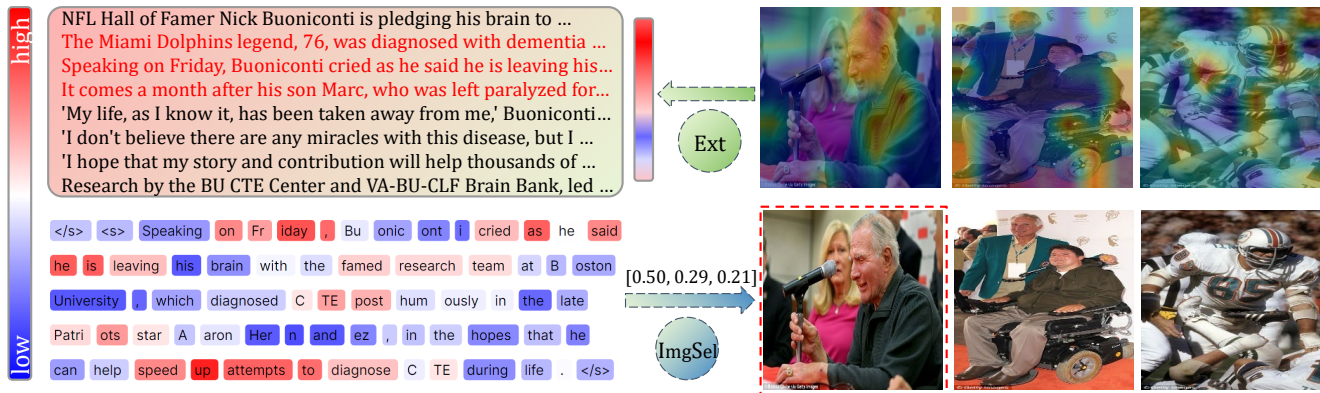 high
low
NFL Hall of Famer Nick Buoniconti is pledging his brain to ...
The Miami Dolphins legend, 76, was diagnosed with dementia ...
Speaking on Friday, Buoniconti cried as he said he is leaving his...
It comes a month after his son Marc, who was left paralyzed for...
'My life, as I know it, has been taken away from me,' Buoniconti...
'I don't believe there are any miracles with this disease, but I ...
'I hope that my story and contribution will help thousands of ...
Research by the BU CTE Center and VA-BU-CLF Brain Bank, led ...
Ext
</s> <s> Speaking on Fr iday , Bu onic ont i cried as he said
he is leaving his brain with the famed research team at B oston
University , which diagnosed C TE post hum ously in the late
Patri ots star A aron Her n and ez , in the hopes that he
can help speed up attempts to diagnose C TE during life . </s>
[0.50, 0.29, 0.21]
ImgSel
85